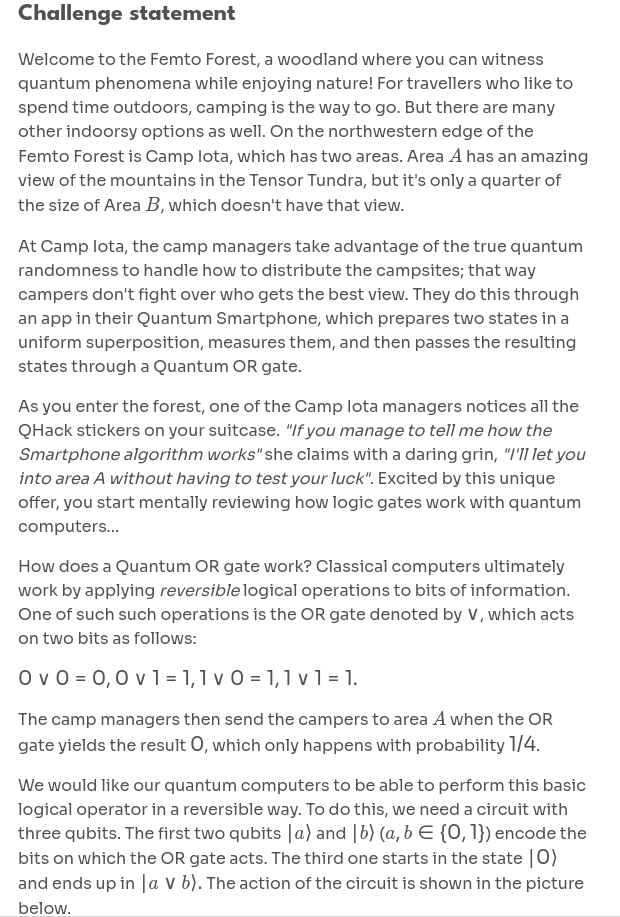 Challenge statement
Welcome to the Femto Forest, a woodland where you can witness
quantum phenomena while enjoying nature! For travellers who like to
spend time outdoors, camping is the way to go. But there are many
other indoorsy options as well. On the northwestern edge of the
Femto Forest is Camp Iota, which has two areas. Area A has an amazing
view of the mountains in the Tensor Tundra, but it's only a quarter of
the size of Area B, which doesn't have that view.
At Camp Iota, the camp managers take advantage of the true quantum
randomness to handle how to distribute the campsites; that way
campers don't fight over who gets the best view. They do this through
an app in their Quantum Smartphone, which prepares two states in a
uniform superposition, measures them, and then passes the resulting
states through a Quantum OR gate.
As you enter the forest, one of the Camp Iota managers notices all the
QHack stickers on your suitcase. "If you manage to tell me how the
Smartphone algorithm works" she claims with a daring grin, "I'll let you
into area A without having to test your luck". Excited by this unique
offer, you start mentally reviewing how logic gates work with quantum
computers...
How does a Quantum OR gate work? Classical computers ultimately
work by applying reversible logical operations to bits of information.
One of such such operations is the OR gate denoted by ∨, which acts
on two bits as follows:
0 ∨ 0 = 0, 0 ∨ 1 = 1, 1 ∨ 0 = 1, 1 ∨ 1 = 1.
The camp managers then send the campers to area A when the OR
gate yields the result 0, which only happens with probability 1/4.
We would like our quantum computers to be able to perform this basic
logical operator in a reversible way. To do this, we need a circuit with
three qubits. The first two qubits |a⟩ and |b⟩ (a, b ∈ {0, 1}) encode the
bits on which the OR gate acts. The third one starts in the state |0⟩
and ends up in |a ∨ b⟩. The action of the circuit is shown in the picture
below.